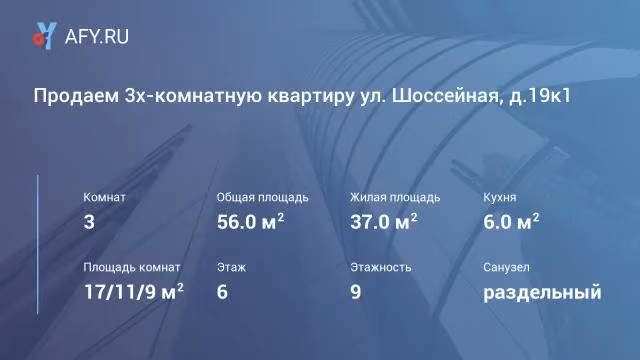 AFY.RU
Продаем 3х-комнатную квартиру ул. Шоссейная, д.19к1
Комнат
3
Общая площадь
56.0 м²
Жилая площадь
37.0 м²
Кухня
6.0 м²
Площадь комнат
17/11/9 м²
Этаж
6
Этажность
9
Санузел
раздельный